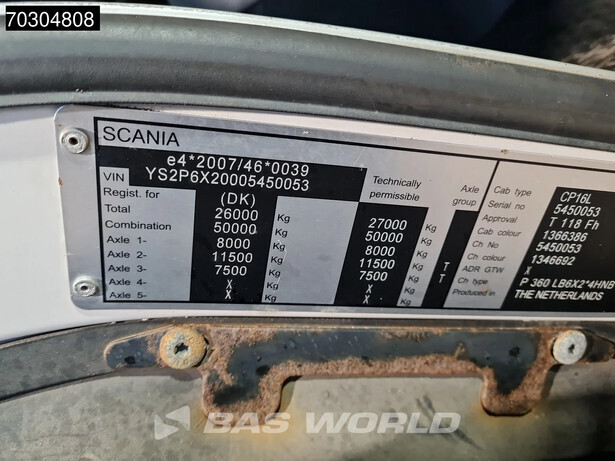 70304808
SCANIA
e4*2007/46*0039
VIN YS2P6X20005450053
Regist. for (DK) Technically permissible Axle group
Total 26000 Kg 27000 Kg
Combination 50000 Kg 50000 Kg
Axle 1- 8000 Kg 8000 Kg
Axle 2- 11500 Kg 11500 Kg T
Axle 3- 7500 Kg 7500 Kg T
Axle 4- X Kg X Kg
Axle 5- X Kg X Kg
Cab type CP16L
Serial no 5450053
Approval T 118 Fh
Cab colour 1366386
Ch No 5450053
Ch colour 1346692
ADR GTW X
Ch type P 360 LB6X2*4HNB
Produced in THE NETHERLANDS
BAS WORLD